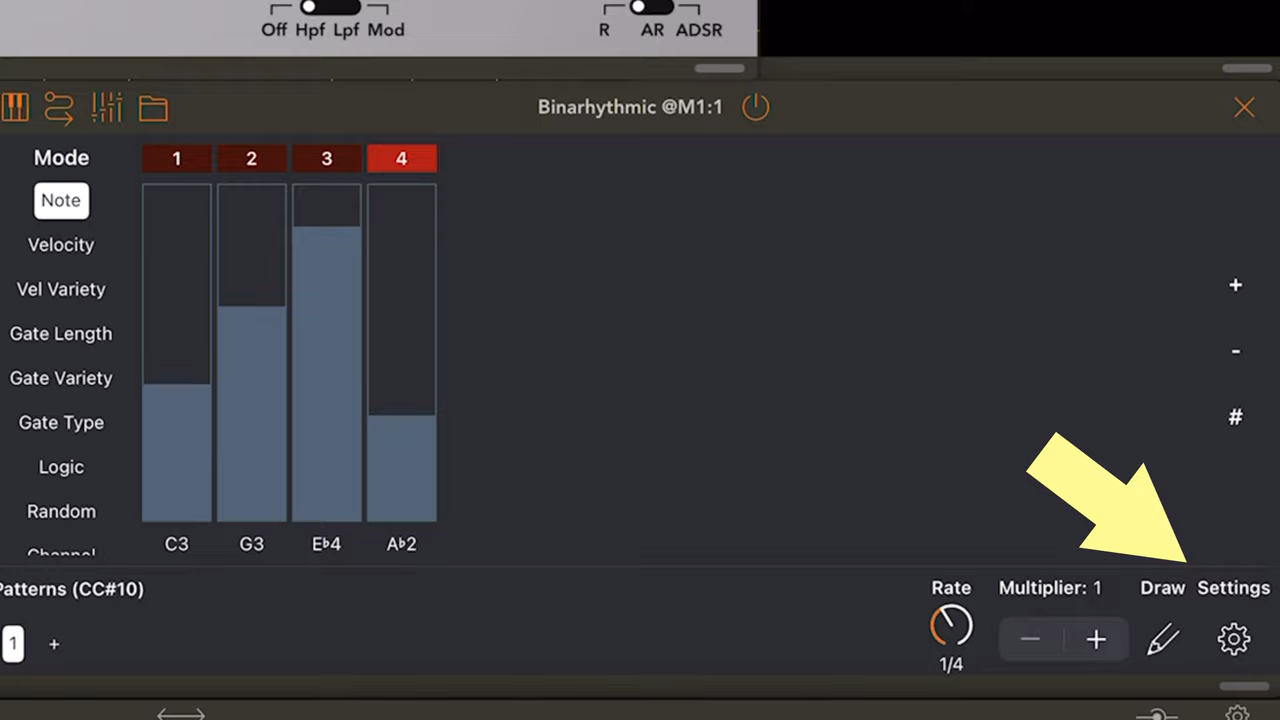 Off Hpf Lpf Mod
R AR ADSR
Binarhythmic @M1:1
Mode
1 2 3 4
Note
Velocity
Vel Variety
Gate Length
Gate Variety
Gate Type
Logic
Random
Channel
+
-
#
C3 G3 E♭4 A♭2
Patterns (CC#10)
1 +
Rate
1/4
Multiplier: 1
− +
Draw
Settings